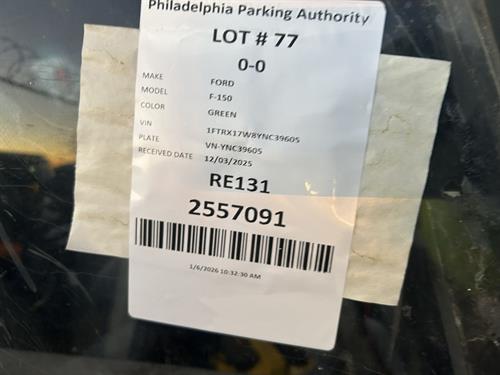 Philadelphia Parking Authority
LOT # 77
0-0
MAKE FORD
MODEL F-150
COLOR GREEN
VIN 1FTRX17W8YNC39605
PLATE VN-YNC39605
RECEIVED DATE 12/03/2025
RE131
2557091
1/6/2026 10:32:30 AM